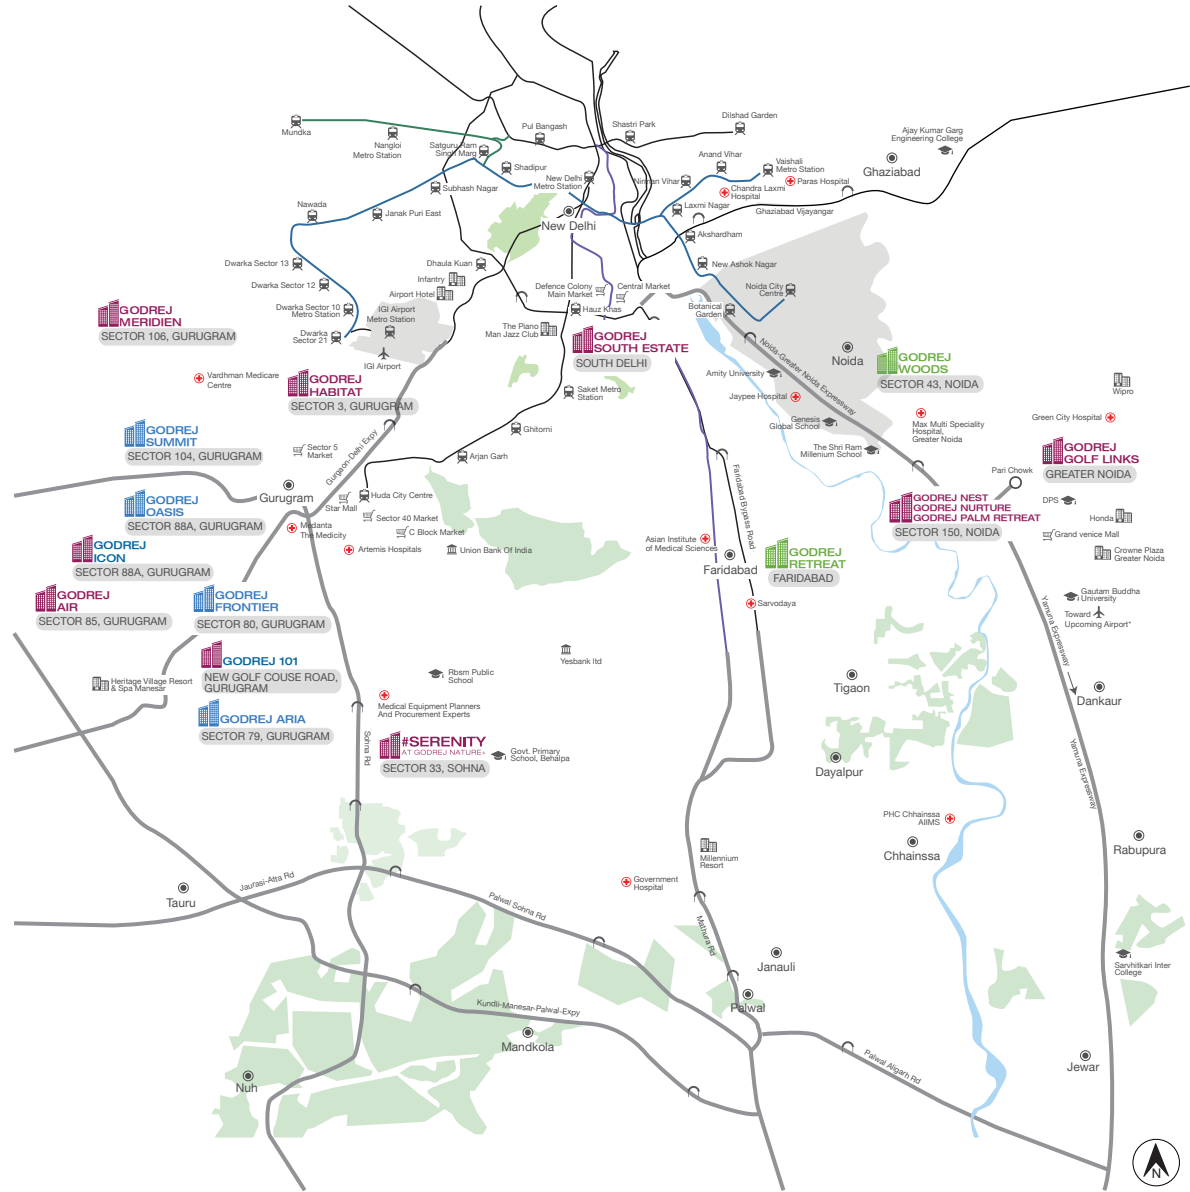 Mundka
Nangloi
Metro Station
Satguru Ram
Singh Marg
Pul Bangash
Shastri Park
Dilshad Garden
Ajay Kumar Garg
Engineering College
Ghaziabad
Shadipur
New Delhi
Metro Station
Nirman Vihar
Anand Vihar
Vaishali
Metro Station
Paras Hospital
Chandra Laxmi
Hospital
Subhash Nagar
Nawada
Janak Puri East
New Delhi
Laxmi Nagar
Ghaziabad Vijayangar
Akshardham
Dwarka Sector 13
Dhaula Kuan
New Ashok Nagar
Dwarka Sector 12
Infantry
Airport Hotel
Defence Colony
Main Market
Central Market
Noida City
Centre
Dwarka Sector 10
Metro Station
IGI Airport
Metro Station
Hauz Khas
Botanical
Garden
Dwarka
Sector 21
The Piano
Man Jazz Club
IGI Airport
GODREJ
MERIDIEN
SECTOR 106, GURUGRAM
GODREJ
SOUTH ESTATE
SOUTH DELHI
Noida-Greater Noida Expressway
Noida
GODREJ
WOODS
SECTOR 43, NOIDA
Vardhman Medicare
Centre
GODREJ
HABITAT
SECTOR 3, GURUGRAM
Saket Metro
Station
Amity University
Jaypee Hospital
Wipro
Green City Hospital
Genesis
Global School
Max Multi Speciality
Hospital,
Greater Noida
GODREJ
SUMMIT
SECTOR 104, GURUGRAM
Ghitorni
Sector 5
Market
Gurgaon-Delhi Expy
Arjan Garh
The Shri Ram
Millenium School
GODREJ
GOLF LINKS
GREATER NOIDA
Pari Chowk
Faridabad Bypass Road
Gurugram
Huda City Centre
Star Mall
GODREJ
OASIS
SECTOR 88A, GURUGRAM
Sector 40 Market
C Block Market
Medanta
The Medicity
Artemis Hospitals
Union Bank Of India
GODREJ NEST
GODREJ NURTURE
GODREJ PALM RETREAT
SECTOR 150, NOIDA
DPS
Honda
Grand venice Mall
Crowne Plaza
Greater Noida
GODREJ
ICON
SECTOR 88A, GURUGRAM
Asian Institute
of Medical Sciences
Faridabad
GODREJ
RETREAT
FARIDABAD
GODREJ
AIR
SECTOR 85, GURUGRAM
GODREJ
FRONTIER
SECTOR 80, GURUGRAM
Sarvodaya
Gautam Buddha
University
Toward
Upcoming Airport*
Yamuna Expressway
GODREJ 101
NEW GOLF COUSE ROAD,
GURUGRAM
Yesbank ltd
Rbsm Public
School
Heritage Village Resort
& Spa Manesar
Medical Equipment Planners
And Procurement Experts
Tigaon
Dankaur
GODREJ ARIA
SECTOR 79, GURUGRAM
Sohna Rd
#SERENITY
AT GODREJ NATURE+
SECTOR 33, SOHNA
Govt. Primary
School, Behalpa
Dayalpur
Yamuna Expressway
PHC Chhainssa
AIIMS
Chhainssa
Rabupura
Millennium
Resort
Government
Hospital
Jaurasi-Atta Rd
Tauru
Palwal Sohna Rd
Mathura Rd
Janauli
Sarvhitkari Inter
College
Palwal
Kundli-Manesar-Palwal-Expy
Mandkola
Palwal Aligarh Rd
Jewar
Nuh
N